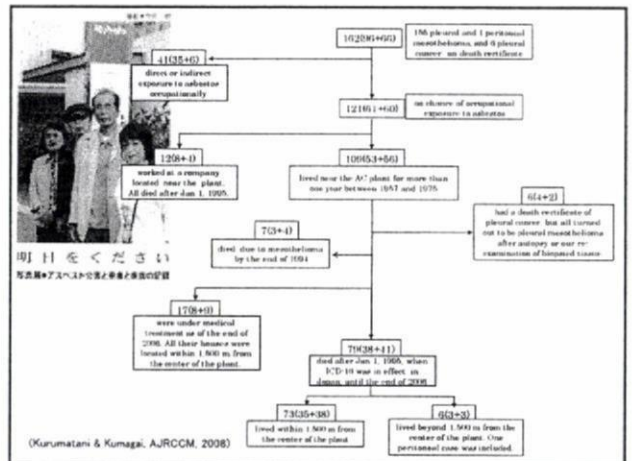 明日をください
写真展●アスベスト公害と患者と家族の記録
162(96+66)
155 pleural and 1 peritoneal
mesothelioma, and 6 pleural
cancer on death certificate
41(35+6)
direct or indirect
exposure to asbestos
occupationally
121(61+60)
no chance of occupational
exposure to asbestos
12(8+4)
worked at a company
located near the plant.
All died after Jan 1, 1995.
109(53+56)
lived near the AC plant for more than
one year between 1957 and 1975
6(4+2)
had a death certificate of
pleural cancer but all turned
out to be pleural mesothelioma
after autopsy or our re-
examination of biopsied tissue
7(3+4)
died due to mesothelioma
by the end of 1994
17(8+9)
were under medical
treatment as of the end of
2006. All their houses were
located within 1,500 m from
the center of the plant.
79(38+41)
died after Jan 1, 1995, when
ICD-10 was in effect in
Japan, until the end of 2006
73(35+38)
lived within 1,500 m from
the center of the plant
6(3+3)
lived beyond 1,500 m from the
center of the plant. One
peritoneal case was included.
(Kurumatani & Kumagai, AJRCCM, 2008)